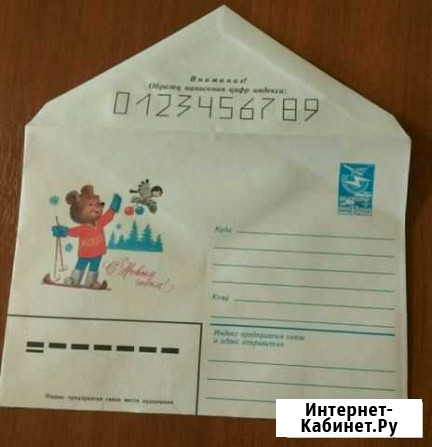 Внимание!
Образец написания цифр индекса:
0123456789
Куда
С Новым
годом!
Кому
Индекс предприятия связи
и адрес отправителя
Индекс предприятия связи места назначения
Интернет-
Кабинет.Ру